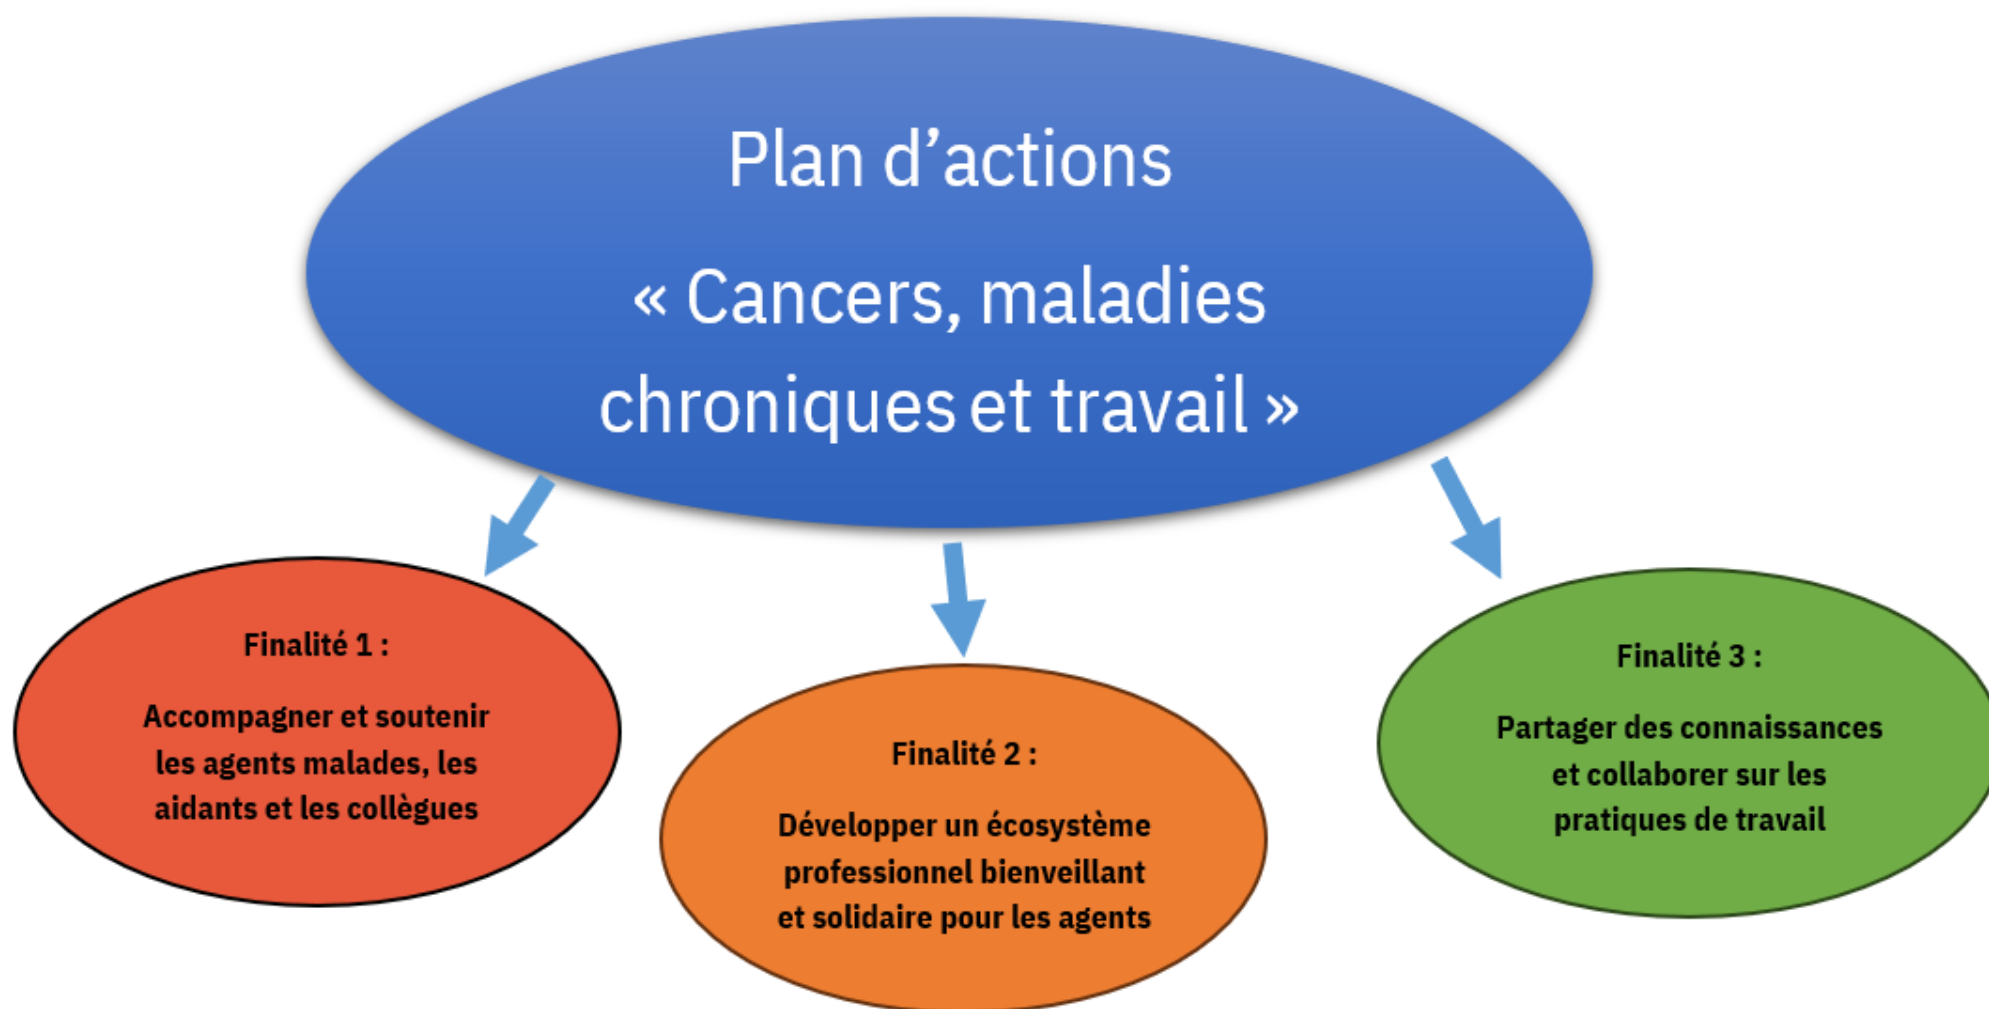 Plan d’actions
« Cancers, maladies
chroniques et travail »
Finalité 1 :
Accompagner et soutenir
les agents malades, les
aidants et les collègues
Finalité 2 :
Développer un écosystème
professionnel bienveillant
et solidaire pour les agents
Finalité 3 :
Partager des connaissances
et collaborer sur les
pratiques de travail